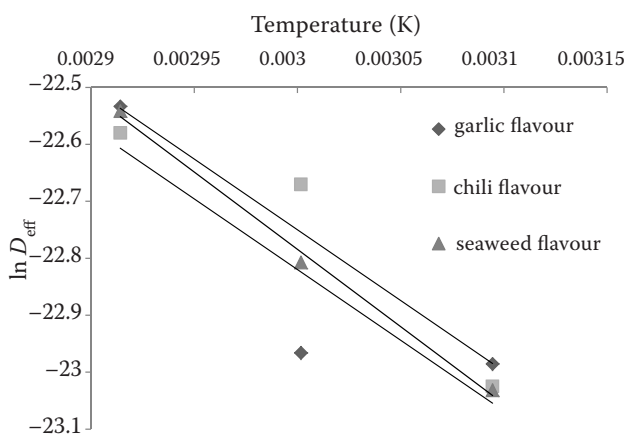 Temperature (K)
0.0029 0.00295 0.003 0.00305 0.0031 0.00315
−22.5
−22.6
−22.7
−22.8
−22.9
−23
−23.1
ln D_eff
garlic flavour
chili flavour
seaweed flavour